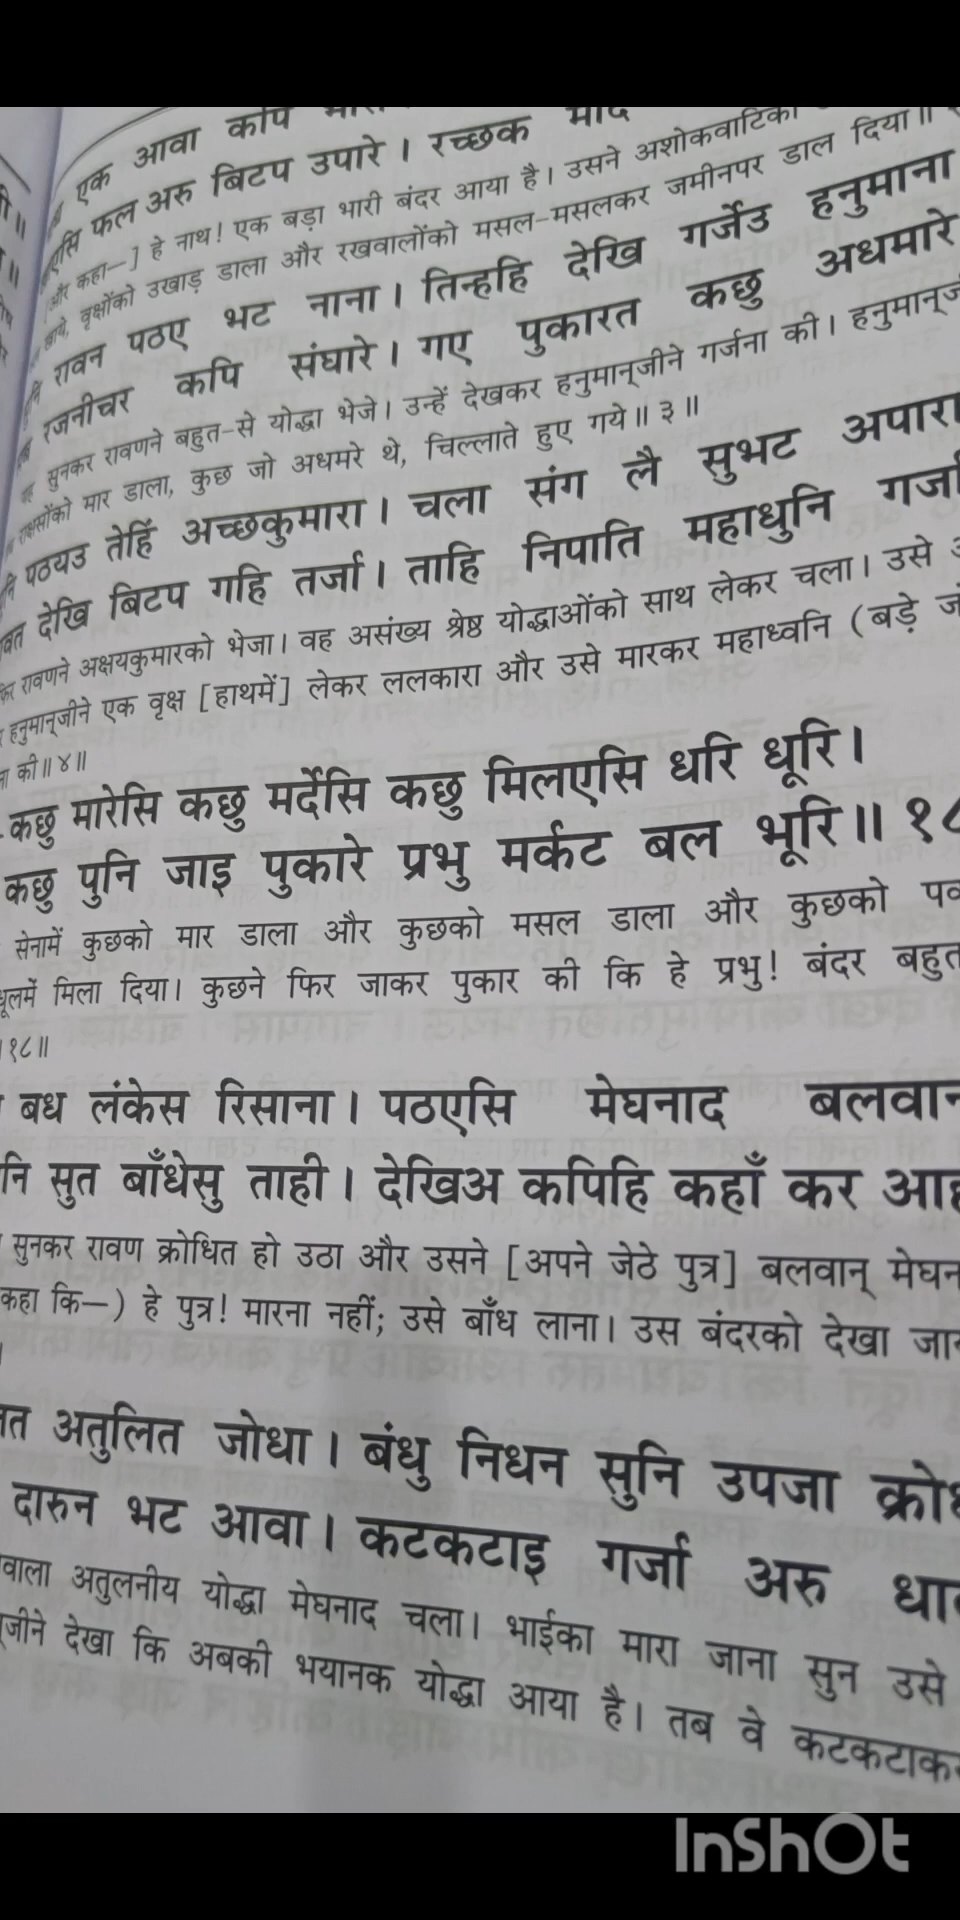 एक आवा कपि
फल अरु बिटप उपारे। रच्छक
और कहा—] हे नाथ! एक बड़ा भारी बंदर आया है। उसने अशोकवाटिका
खाये, वृक्षोंको उखाड़ डाला और रखवालोंको मसल-मसलकर जमीनपर डाल दिया॥
रावन पठए भट नाना। तिन्हहि देखि गर्जेउ हनुमाना
रजनीचर कपि संघारे। गए पुकारत कछु अधमारे
सुनकर रावणने बहुत-से योद्धा भेजे। उन्हें देखकर हनुमान्‌जीने गर्जना की।
राक्षसोंको मार डाला, कुछ जो अधमरे थे, चिल्लाते हुए गये॥ ३॥
पठयउ तेहिं अच्छकुमारा। चला संग लै सुभट अपारा
देखि बिटप गहि तर्जा। ताहि निपाति महाधुनि गर्जा
रावणने अक्षयकुमारको भेजा। वह असंख्य श्रेष्ठ योद्धाओंको साथ लेकर चला। उसे
हनुमान्‌जीने एक वृक्ष [हाथमें] लेकर ललकारा और उसे मारकर महाध्वनि (बड़े
की॥ ४॥
कछु मारेसि कछु मर्देसि कछु मिलएसि धरि धूरि।
कछु पुनि जाइ पुकारे प्रभु मर्कट बल भूरि॥ १८
सेनामें कुछको मार डाला और कुछको मसल डाला और कुछको
धूलमें मिला दिया। कुछने फिर जाकर पुकार की कि हे प्रभु! बंदर बहुत
॥१८॥
बध लंकेस रिसाना। पठएसि मेघनाद
सुत बाँधेसु ताही। देखिअ कपिहि कहाँ कर
सुनकर रावण क्रोधित हो उठा और उसने [अपने जेठे पुत्र] बलवान्
कहा कि—) हे पुत्र! मारना नहीं; उसे बाँध लाना। उस बंदरको देखा
अतुलित जोधा। बंधु निधन सुनि उपजा
दारुन भट आवा। कटकटाइ गर्जा अरु
वाला अतुलनीय योद्धा मेघनाद चला। भाईका मारा जाना सुन उसे
देखा कि अबकी भयानक योद्धा आया है। तब वे
InShOt